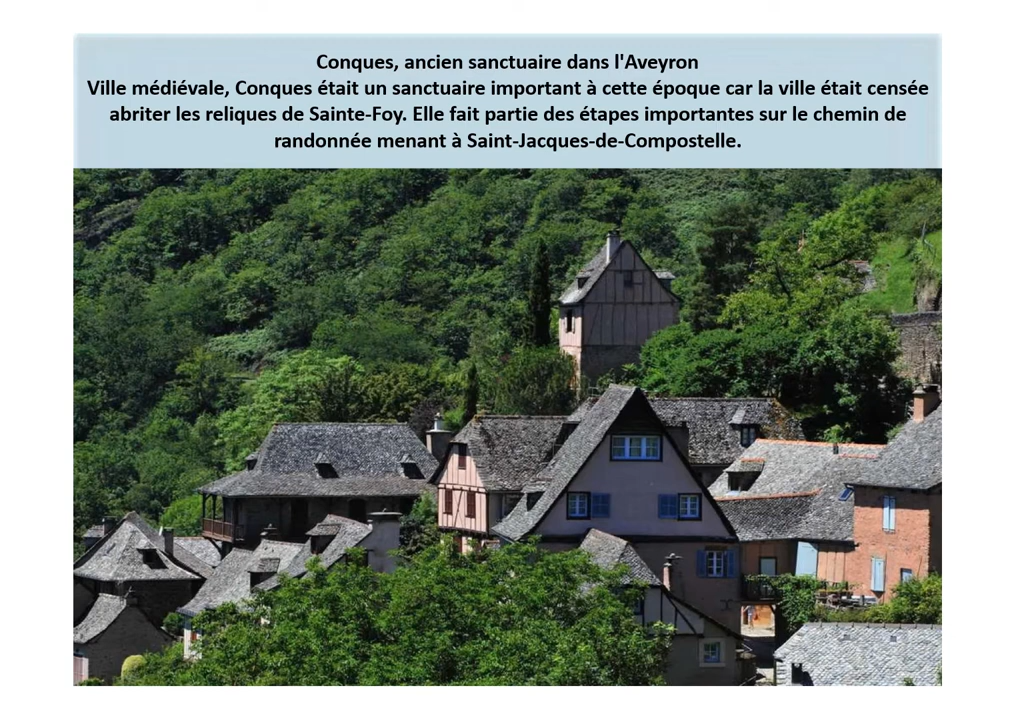 Conques, ancien sanctuaire dans l'Aveyron
Ville médiévale, Conques était un sanctuaire important à cette époque car la ville était censée
abriter les reliques de Sainte-Foy. Elle fait partie des étapes importantes sur le chemin de
randonnée menant à Saint-Jacques-de-Compostelle.